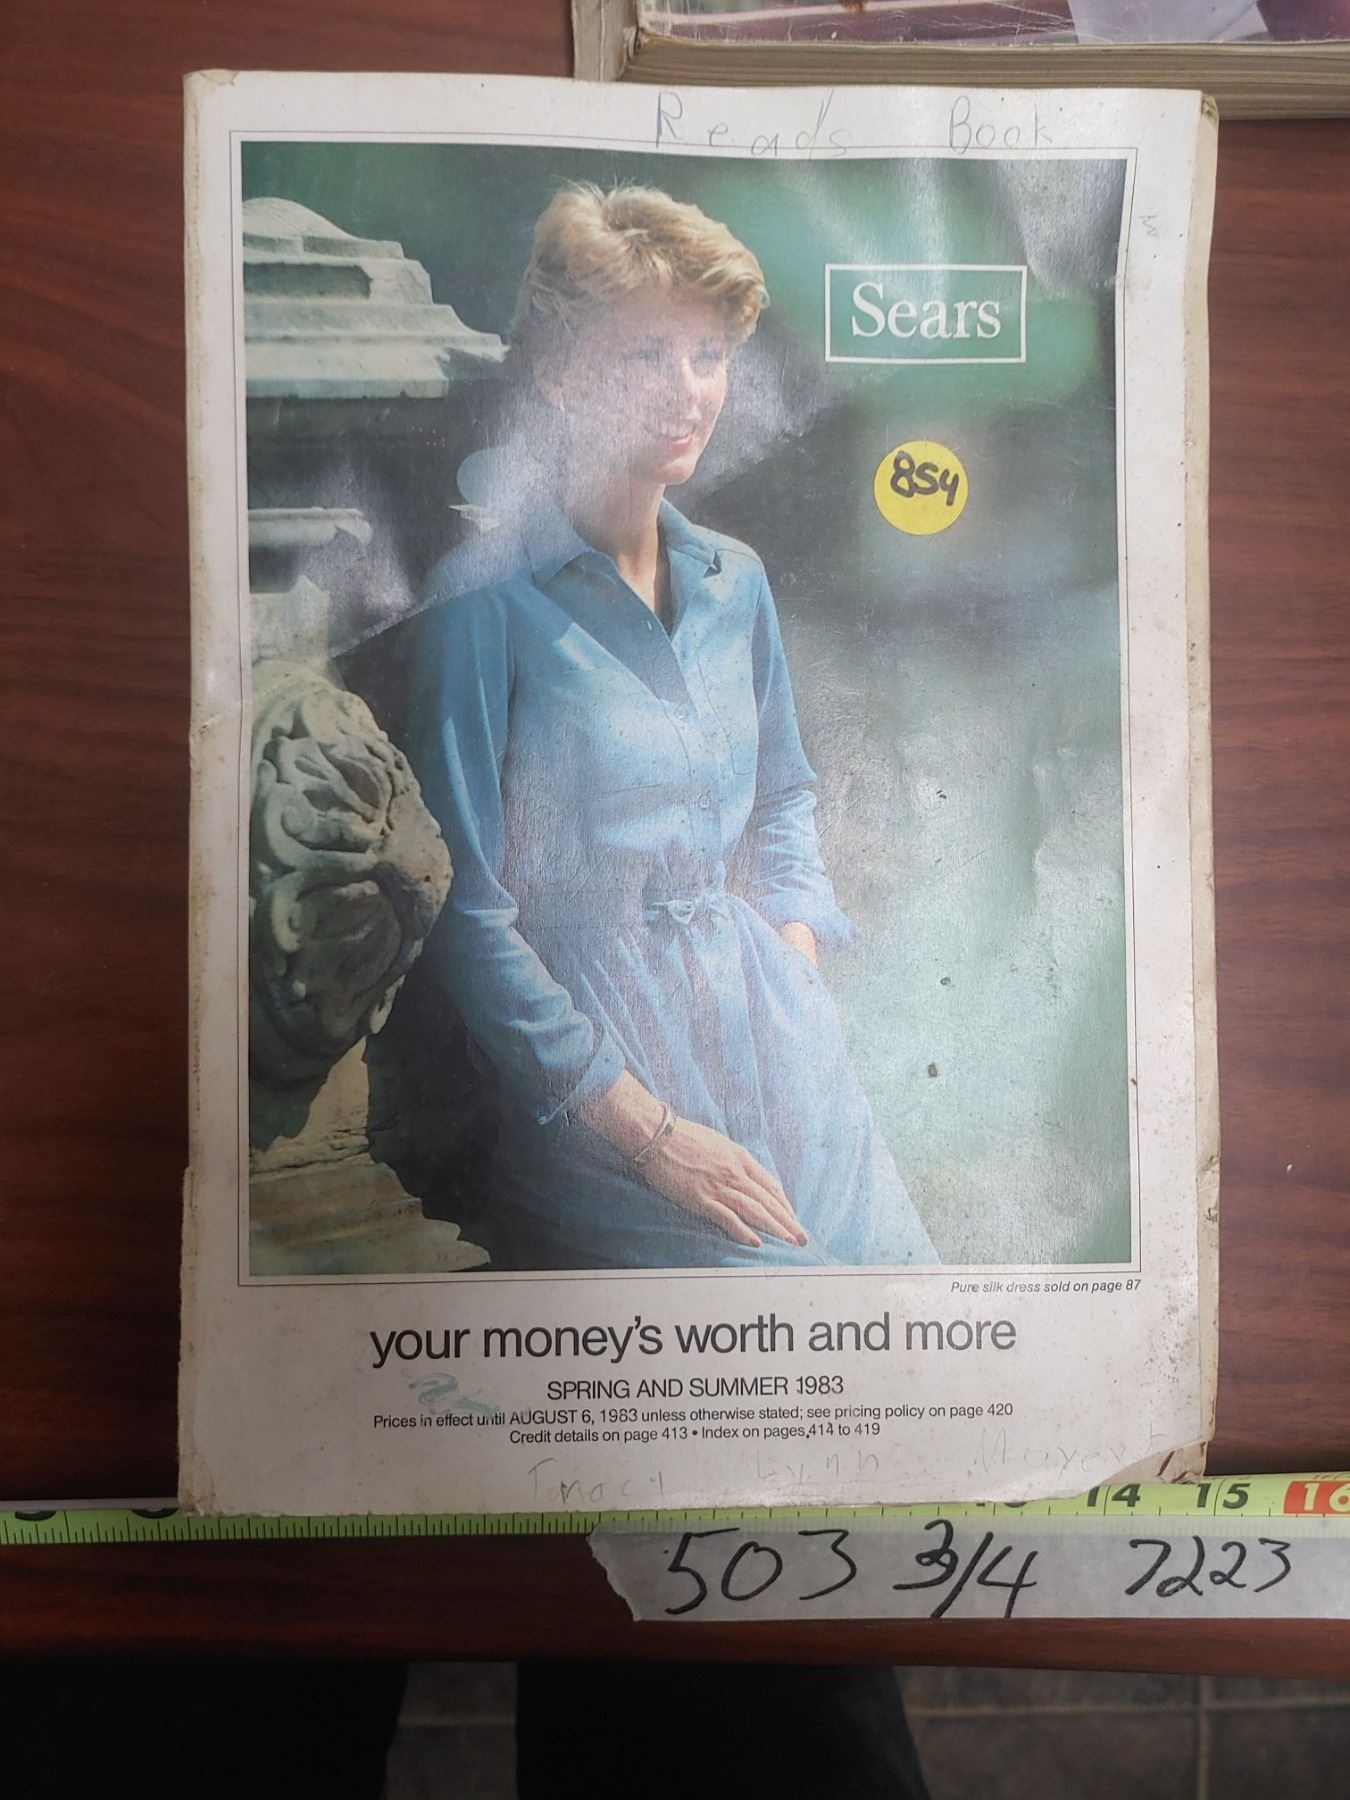 Reads Book
Sears
854
Pure silk dress sold on page 87
your money's worth and more
SPRING AND SUMMER 1983
Prices in effect until AUGUST 6, 1983 unless otherwise stated; see pricing policy on page 420
Credit details on page 413 • Index on pages 414 to 419
Lynn
14 15 16
503 3/4 7223